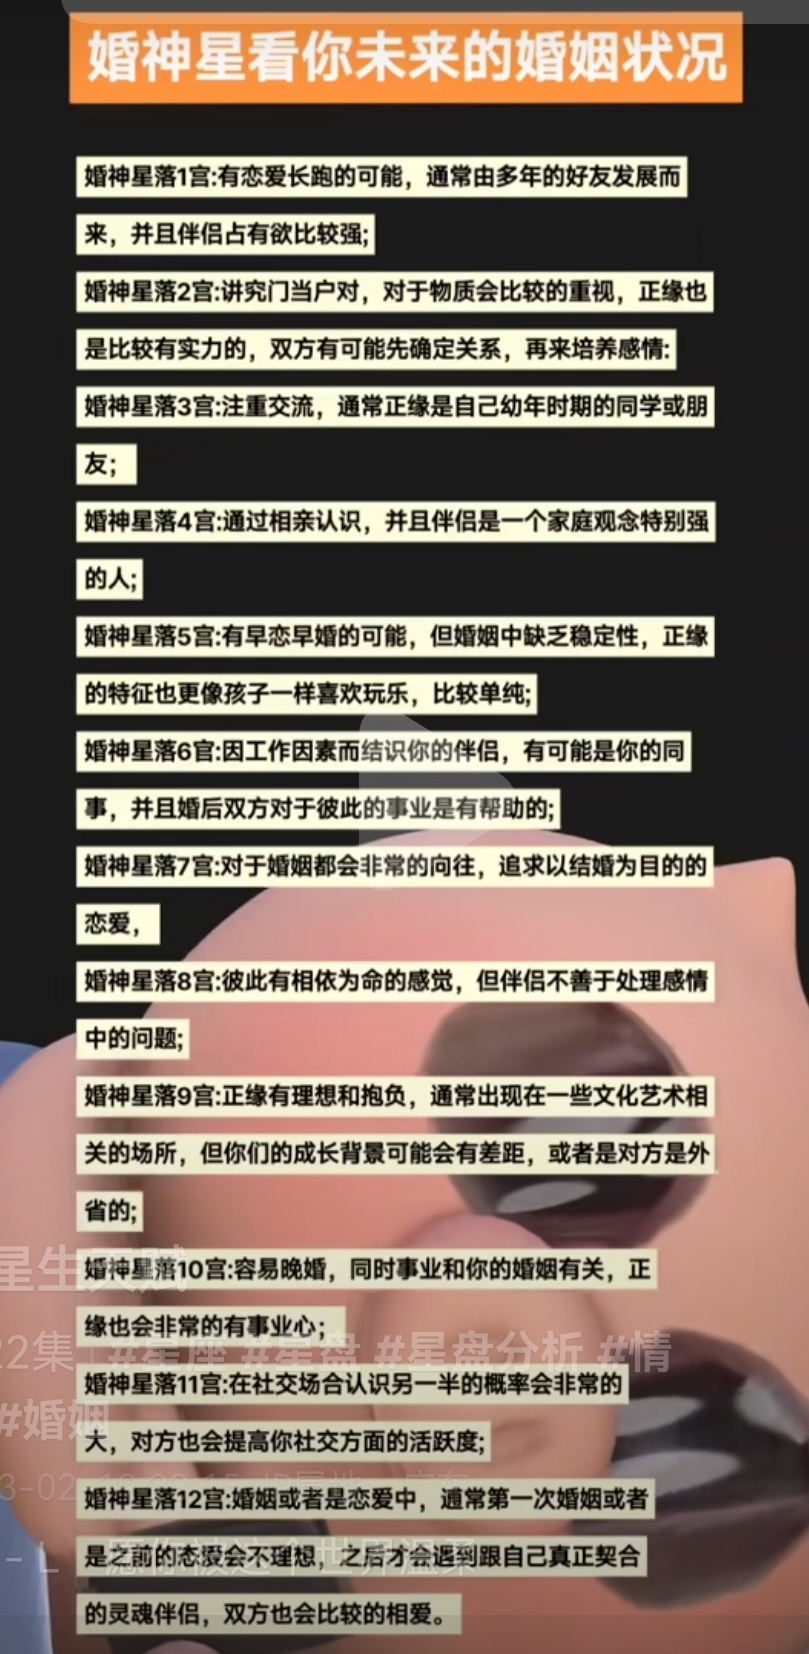 婚神星看你未来的婚姻状况
婚神星落1宫:有恋爱长跑的可能，通常由多年的好友发展而
来，并且伴侣占有欲比较强;
婚神星落2宫:讲究门当户对，对于物质会比较的重视，正缘也
是比较有实力的，双方有可能先确定关系，再来培养感情:
婚神星落3宫:注重交流，通常正缘是自己幼年时期的同学或朋
友；
婚神星落4宫:通过相亲认识，并且伴侣是一个家庭观念特别强
的人;
婚神星落5宫:有早恋早婚的可能，但婚姻中缺乏稳定性，正缘
的特征也更像孩子一样喜欢玩乐，比较单纯;
婚神星落6官:因工作因素而结识你的伴侣，有可能是你的同
事，并且婚后双方对于彼此的事业是有帮助的;
婚神星落7宫:对于婚姻都会非常的向往，追求以结婚为目的的
恋爱，
婚神星落8宫:彼此有相依为命的感觉，但伴侣不善于处理感情
中的问题;
婚神星落9宫:正缘有理想和抱负，通常出现在一些文化艺术相
关的场所，但你们的成长背景可能会有差距，或者是对方是外
省的;
婚神星落10宫:容易晚婚，同时事业和你的婚姻有关，正
缘也会非常的有事业心；
婚神星落11宫:在社交场合认识另一半的概率会非常的
大，对方也会提高你社交方面的活跃度;
婚神星落12宫:婚姻或者是恋爱中，通常第一次婚姻或者
是之前的恋爱会不理想，之后才会遇到跟自己真正契合
的灵魂伴侣，双方也会比较的相爱。
星生天赋
22集 #星座 #星盘 #星盘分析 #情
#婚姻
愿你被这个世界温柔